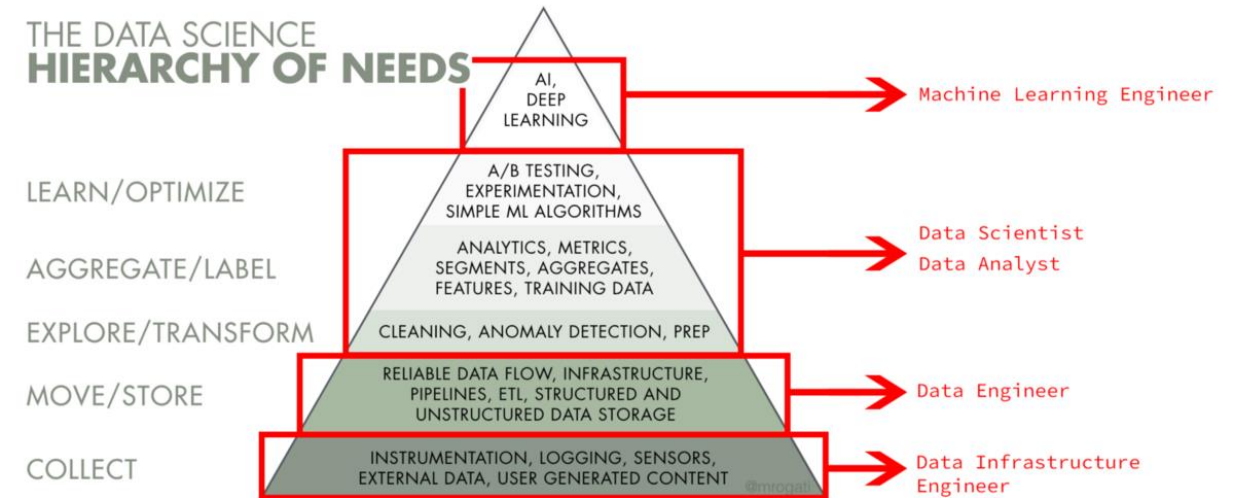 THE DATA SCIENCE
HIERARCHY OF NEEDS
AI,
DEEP
LEARNING
Machine Learning Engineer
LEARN/OPTIMIZE
A/B TESTING,
EXPERIMENTATION,
SIMPLE ML ALGORITHMS
AGGREGATE/LABEL
ANALYTICS, METRICS,
SEGMENTS, AGGREGATES,
FEATURES, TRAINING DATA
Data Scientist
Data Analyst
EXPLORE/TRANSFORM
CLEANING, ANOMALY DETECTION, PREP
MOVE/STORE
RELIABLE DATA FLOW, INFRASTRUCTURE,
PIPELINES, ETL, STRUCTURED AND
UNSTRUCTURED DATA STORAGE
Data Engineer
COLLECT
INSTRUMENTATION, LOGGING, SENSORS,
EXTERNAL DATA, USER GENERATED CONTENT
@mrogati
Data Infrastructure
Engineer